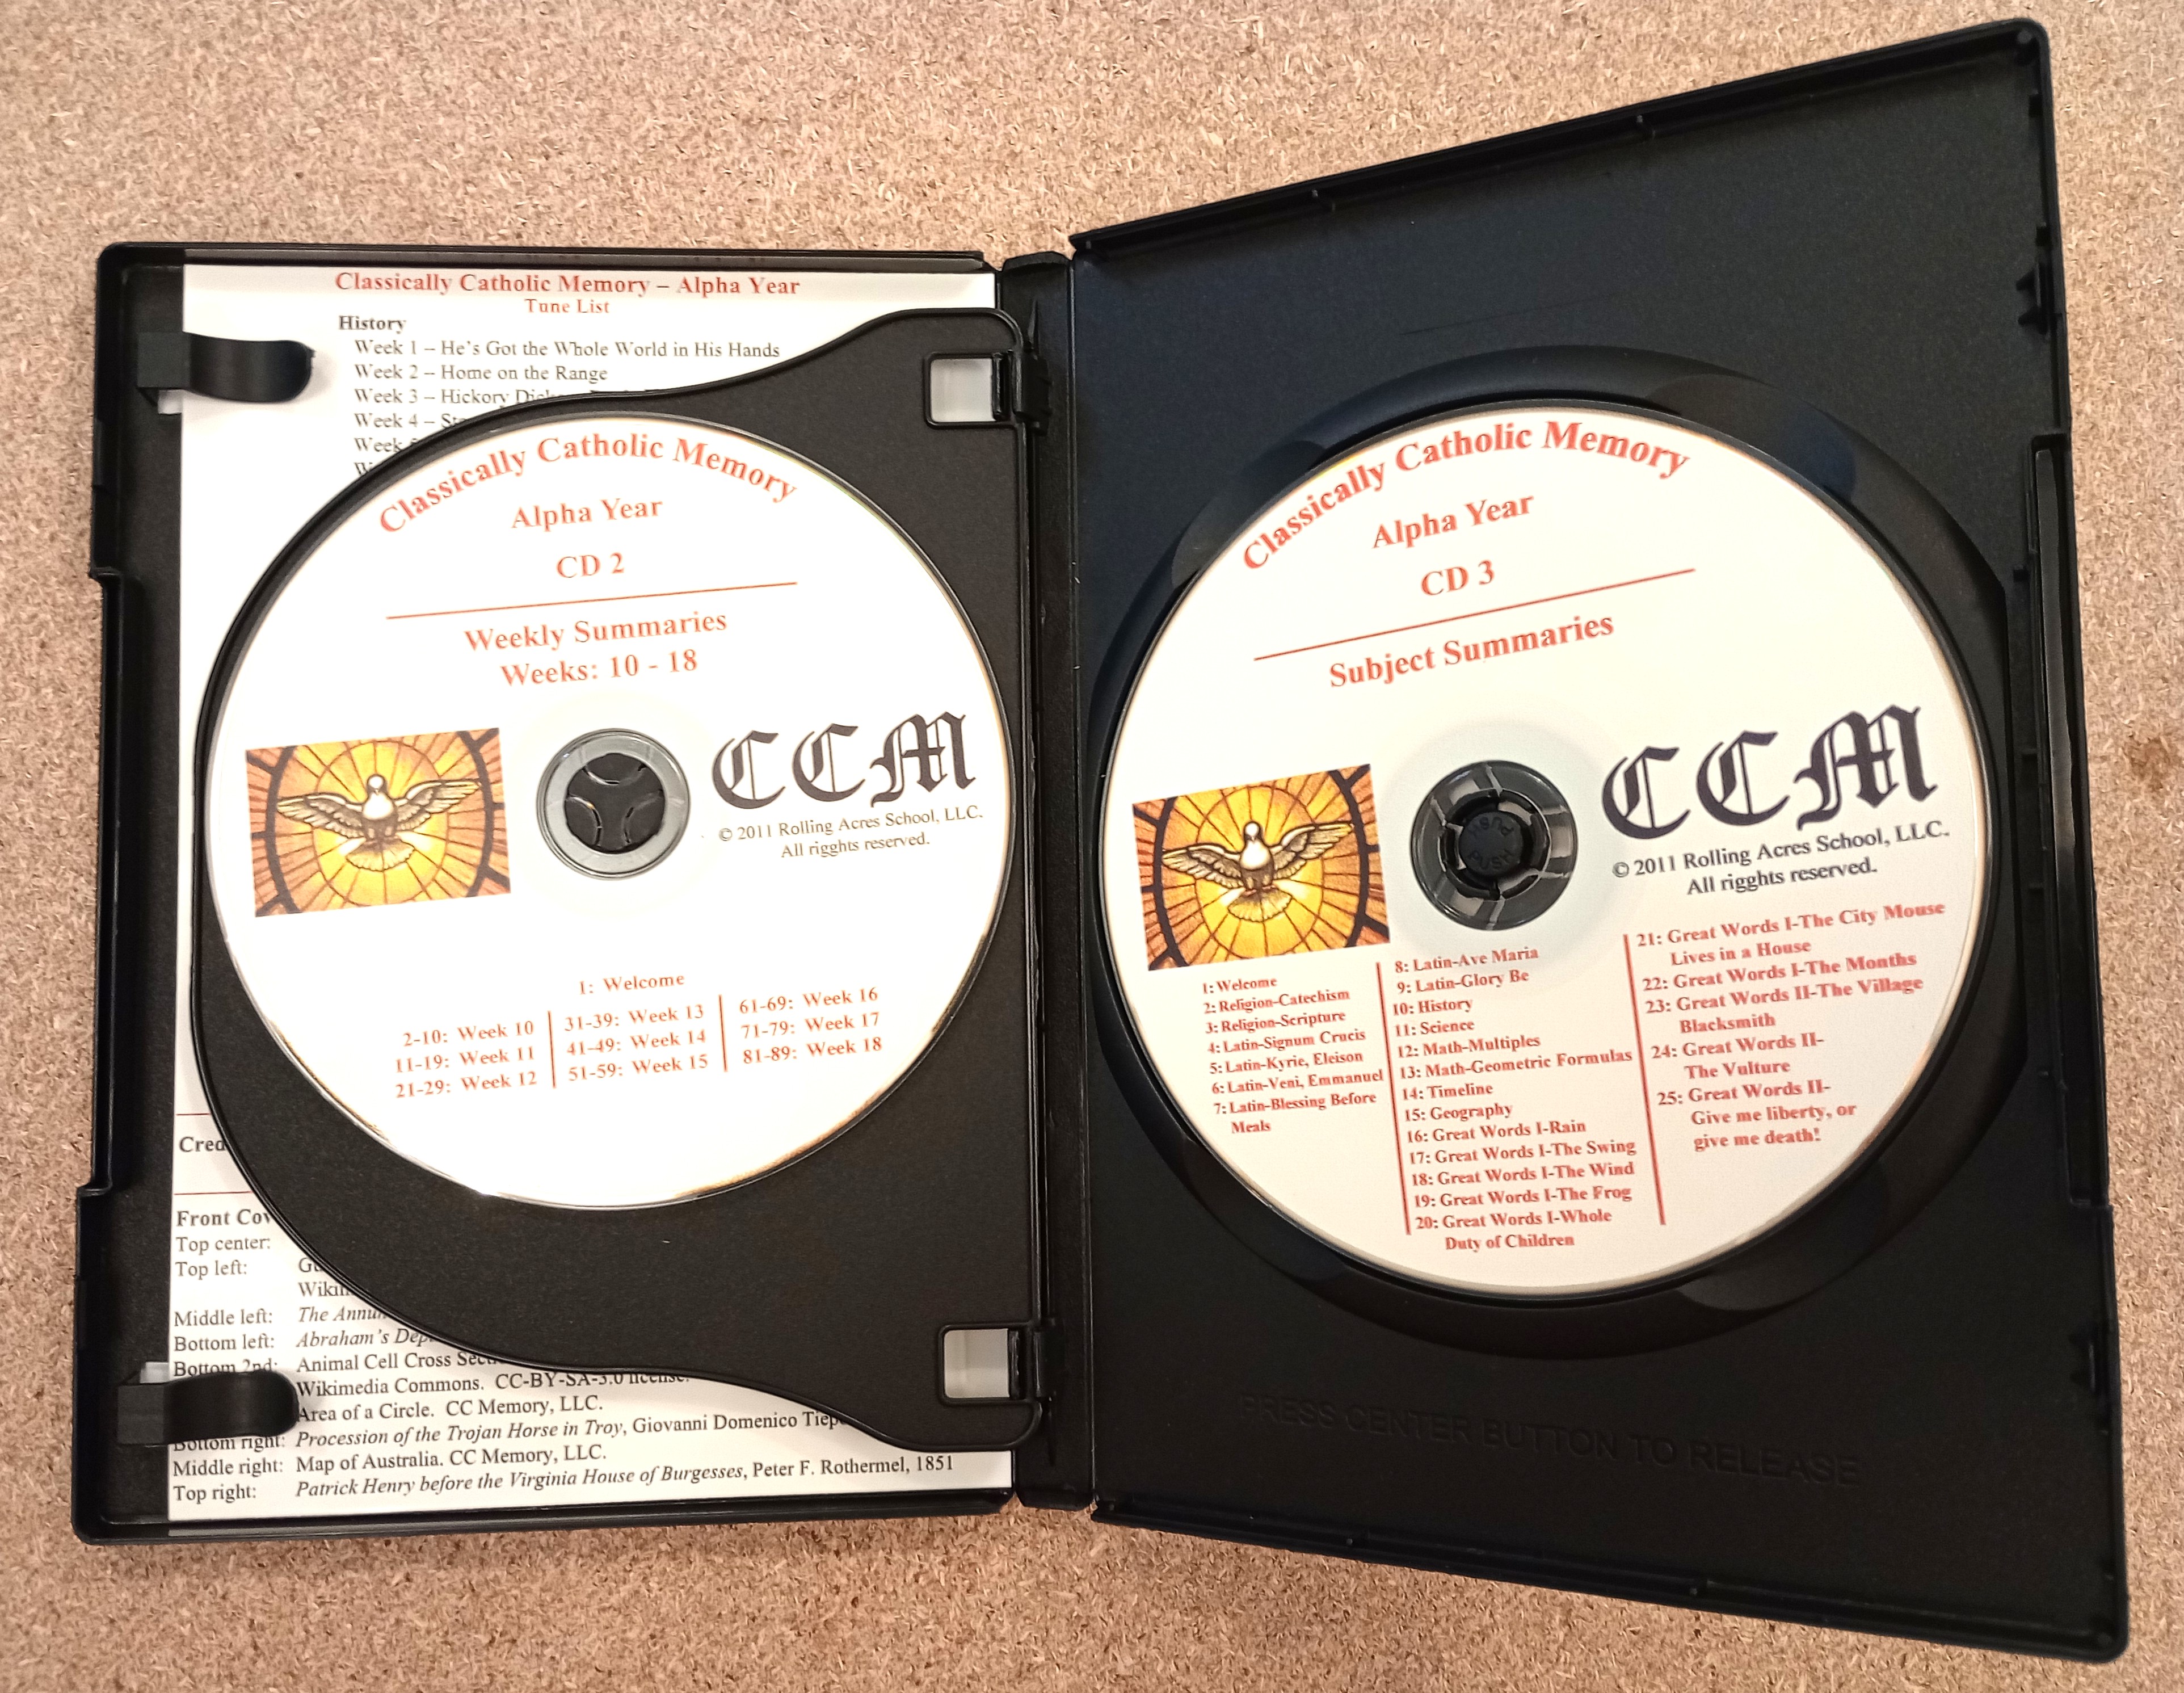 Classically Catholic Memory – Alpha Year
Tune List
History
Week 1 – He's Got the Whole World in His Hands
Week 2 – Home on the Range
Week 3 – Hickory
Week 4 –
Week
Front
Top center:
Top left:
Middle left: The
Bottom left: Abraham's
Bottom 2nd: Animal Cell Cross
Wikimedia Commons. CC-BY-SA-3.0 license.
Area of a Circle. CC Memory, LLC.
Bottom right: Procession of the Trojan Horse in Troy, Giovanni Domenico
Middle right: Map of Australia. CC Memory, LLC.
Top right: Patrick Henry before the Virginia House of Burgesses, Peter F. Rothermel, 1851
Classically Catholic Memory
Alpha Year
CD 2
Weekly Summaries
Weeks: 10 - 18
CCM
© 2011 Rolling Acres School, LLC.
All rigghts reserved.
1: Welcome
2-10: Week 10
11-19: Week 11
21-29: Week 12
31-39: Week 13
41-49: Week 14
51-59: Week 15
61-69: Week 16
71-79: Week 17
81-89: Week 18
Classically Catholic Memory
Alpha Year
CD 3
Subject Summaries
CCM
© 2011 Rolling Acres School, LLC.
All rigghts reserved.
PUSH
PUSH
1: Welcome
2: Religion-Catechism
3: Religion-Scripture
4: Latin-Signum Crucis
5: Latin-Kyrie, Eleison
6: Latin-Veni, Emmanuel
7: Latin-Blessing Before
Meals
8: Latin-Ave Maria
9: Latin-Glory Be
10: History
11: Science
12: Math-Multiples
13: Math-Geometric Formulas
14: Timeline
15: Geography
16: Great Words I-Rain
17: Great Words I-The Swing
18: Great Words I-The Wind
19: Great Words I-The Frog
20: Great Words I-Whole
Duty of Children
21: Great Words I-The City Mouse
Lives in a House
22: Great Words I-The Months
23: Great Words II-The Village
Blacksmith
24: Great Words II-
The Vulture
25: Great Words II-
Give me liberty, or
give me death!
PRESS CENTER BUTTON TO RELEASE